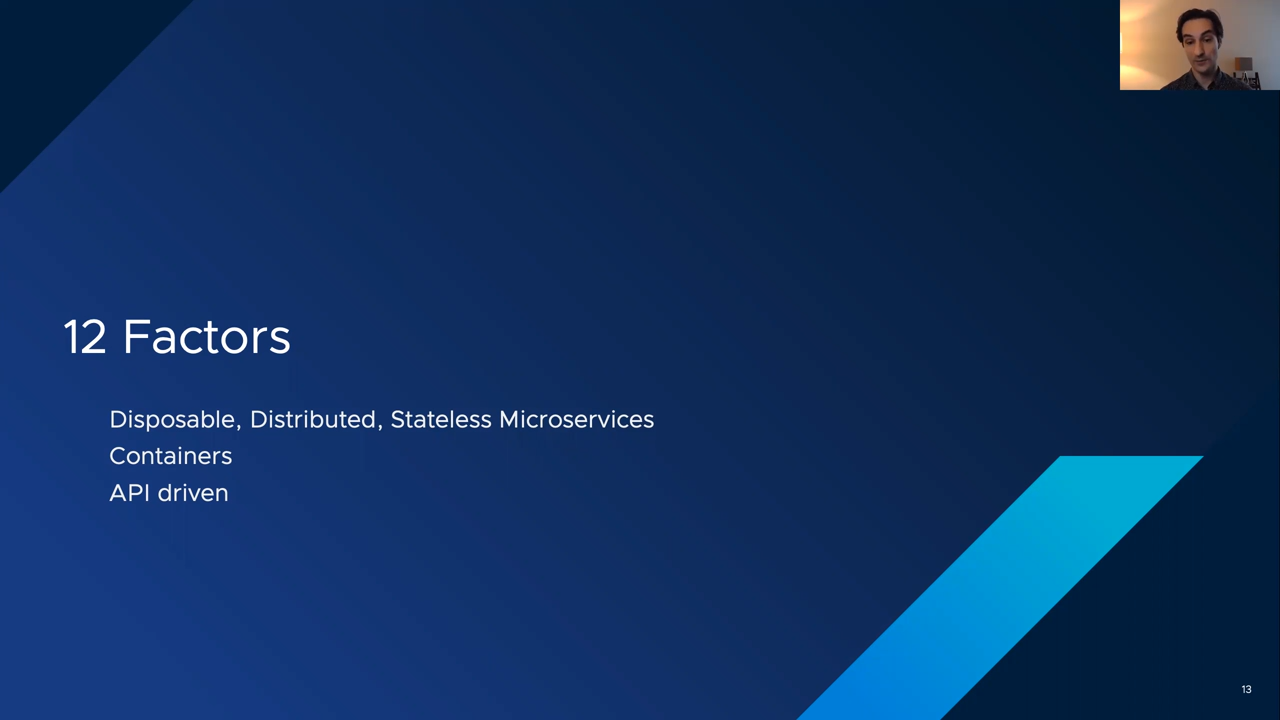 12 Factors
Disposable, Distributed, Stateless Microservices
Containers
API driven
13